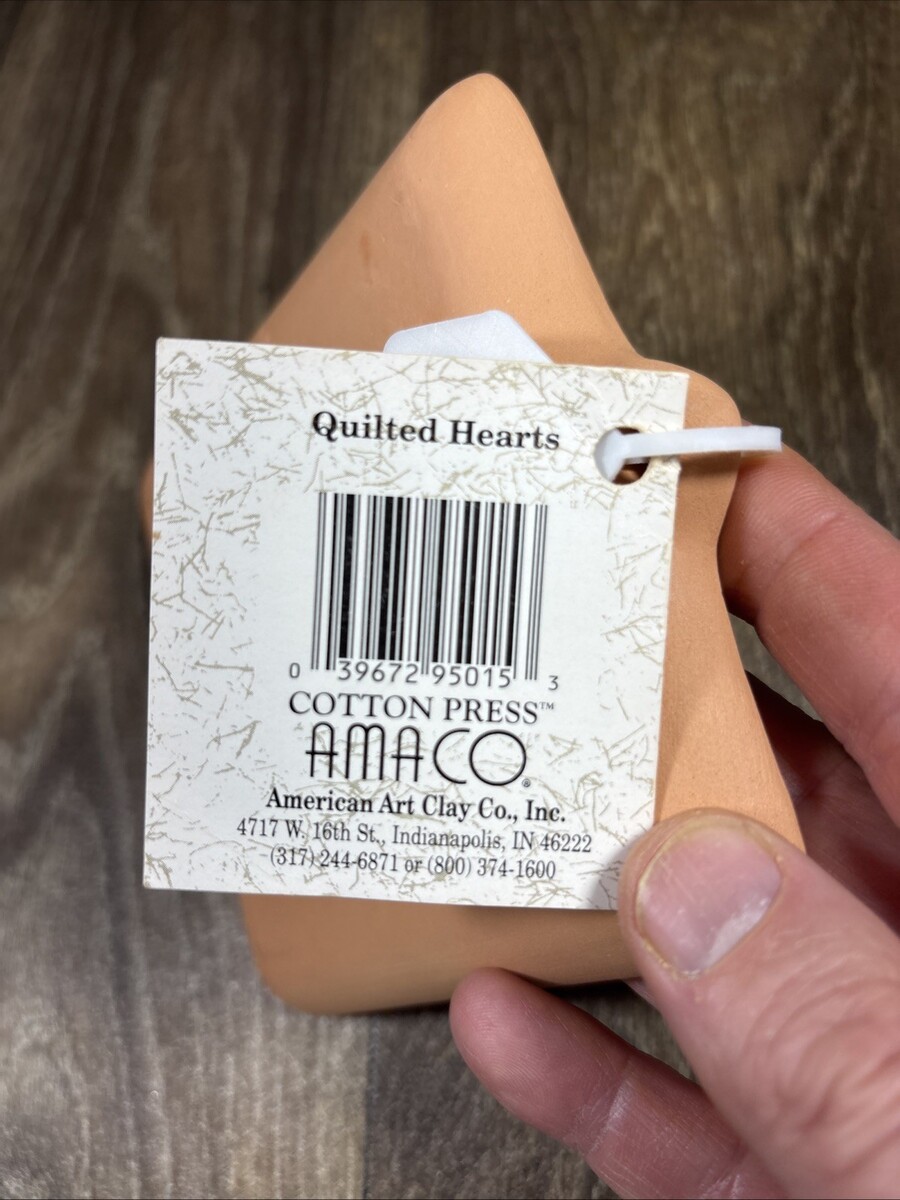 Quilted Hearts
0 39672 95015 3
COTTON PRESS™
AMACO®
American Art Clay Co., Inc.
4717 W. 16th St., Indianapolis, IN 46222
(317) 244-6871 or (800) 374-1600